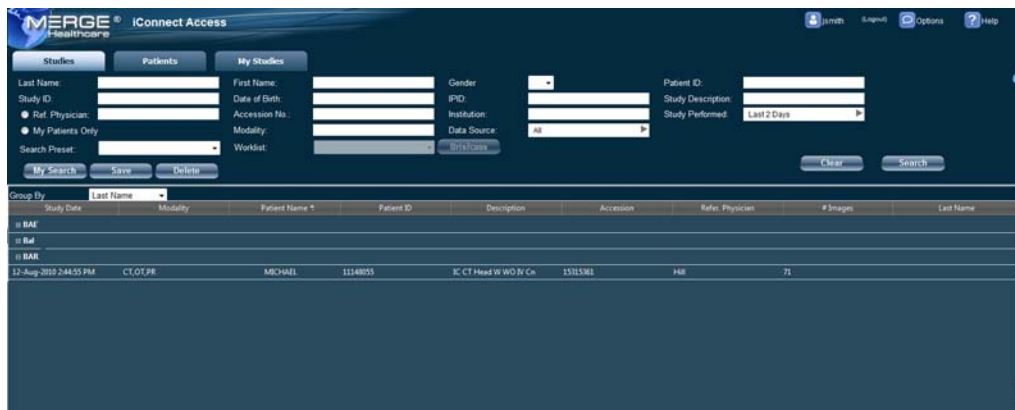 MERGE® iConnect Access
Healthcare
jsmith (Logout) Options ? Help
Studies Patients My Studies
Last Name: First Name: Gender Patient ID:
Study ID: Date of Birth: IPID: Study Description:
Ref. Physician: Accession No.: Institution: Study Performed: Last 2 Days
My Patients Only Modality: Data Source: All
Search Preset: Worklist: Briefcase
My Search Save Delete Clear Search
Group By Last Name
Study Date Modality Patient Name Patient ID Description Accession Refer. Physician # Images Last Name
BAE
Bal
BAR
12-Aug-2010 2:44:55 PM CT,OT,PR MICHAEL 11148055 IC CT Head W WO IV Cn 15315361 Hill 71